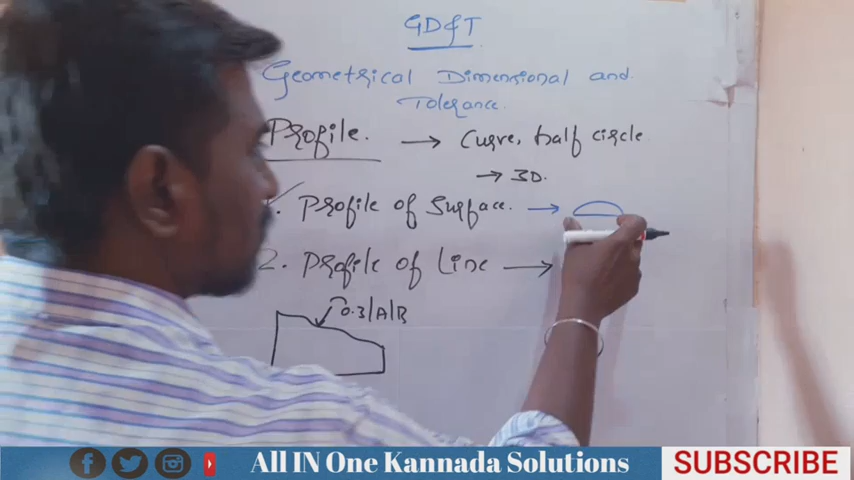 GD&T
Geometrical Dimensional and
Tolerance.
Profile. → Curve, half circle
→ 3D.
1. Profile of Surface. →
2. Profile of Line →
0.3|A|B
All IN One Kannada Solutions
SUBSCRIBE